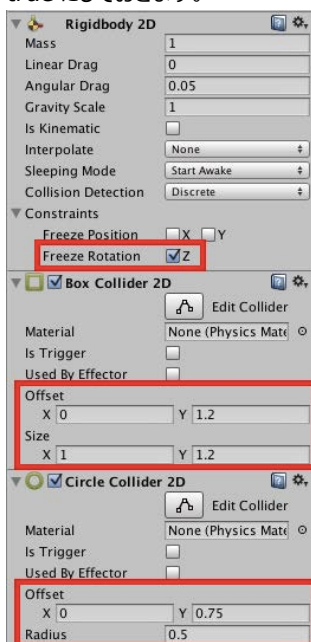 Rigidbody 2D
Mass 1
Linear Drag 0
Angular Drag 0.05
Gravity Scale 1
Is Kinematic
Interpolate None
Sleeping Mode Start Awake
Collision Detection Discrete
Constraints
Freeze Position X Y
Freeze Rotation Z
Box Collider 2D
Edit Collider
Material None (Physics Mate
Is Trigger
Used By Effector
Offset
X 0 Y 1.2
Size
X 1 Y 1.2
Circle Collider 2D
Edit Collider
Material None (Physics Mate
Is Trigger
Used By Effector
Offset
X 0 Y 0.75
Radius 0.5